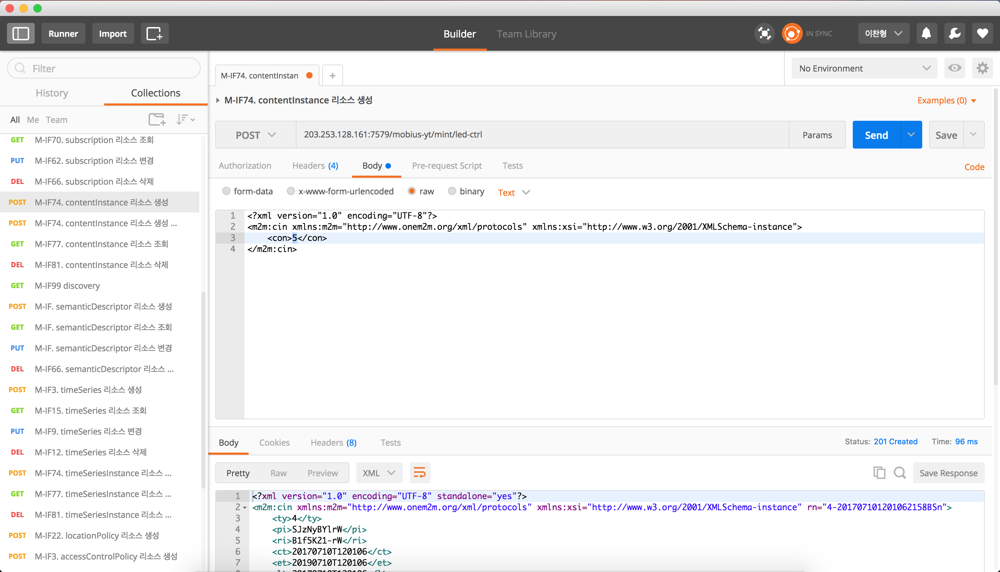 Runner Import Builder Team Library IN SYNC 이찬형
Filter
History Collections
All Me Team
GET M-IF70. subscription 리소스 조회
PUT M-IF62. subscription 리소스 변경
DEL M-IF66. subscription 리소스 삭제
POST M-IF74. contentInstance 리소스 생성
POST M-IF74. contentInstance 리소스 생성 ...
GET M-IF77. contentInstance 리소스 조회
DEL M-IF81. contentInstance 리소스 삭제
GET M-IF99 discovery
POST M-IF. semanticDescriptor 리소스 생성
GET M-IF. semanticDescriptor 리소스 조회
PUT M-IF. semanticDescriptor 리소스 변경
DEL M-IF66. semanticDescriptor 리소스 ...
POST M-IF3. timeSeries 리소스 생성
GET M-IF15. timeSeries 리소스 조회
PUT M-IF9. timeSeries 리소스 변경
DEL M-IF12. timeSeries 리소스 삭제
POST M-IF74. timeSeriesInstance 리소스 ...
GET M-IF77. timeSeriesInstance 리소스 ...
DEL M-IF81. timeSeriesInstance 리소스 ...
POST M-IF22. locationPolicy 리소스 생성
POST M-IF3. accessControlPolicy 리소스 생성
M-IF74. contentInstan +
No Environment
M-IF74. contentInstance 리소스 생성 Examples (0)
POST 203.253.128.161:7579/mobius-yt/mint/led-ctrl Params Send Save
Authorization Headers (4) Body Pre-request Script Tests Code
form-data x-www-form-urlencoded raw binary Text
1 <?xml version="1.0" encoding="UTF-8"?>
2 <m2m:cin xmlns:m2m="http://www.onem2m.org/xml/protocols" xmlns:xsi="http://www.w3.org/2001/XMLSchema-instance">
3 <con>5</con>
4 </m2m:cin>
Body Cookies Headers (8) Tests Status: 201 Created Time: 96 ms
Pretty Raw Preview XML Save Response
1 <?xml version="1.0" encoding="UTF-8" standalone="yes"?>
2 <m2m:cin xmlns:m2m="http://www.onem2m.org/xml/protocols" xmlns:xsi="http://www.w3.org/2001/XMLSchema-instance" rn="4-201707101201062158BSn">
3 <ty>4</ty>
4 <pi>SJzNyBYlrW</pi>
5 <ri>B1f5K21-rW</ri>
6 <ct>20170710T120106</ct>
7 <et>20190710T120106</et>